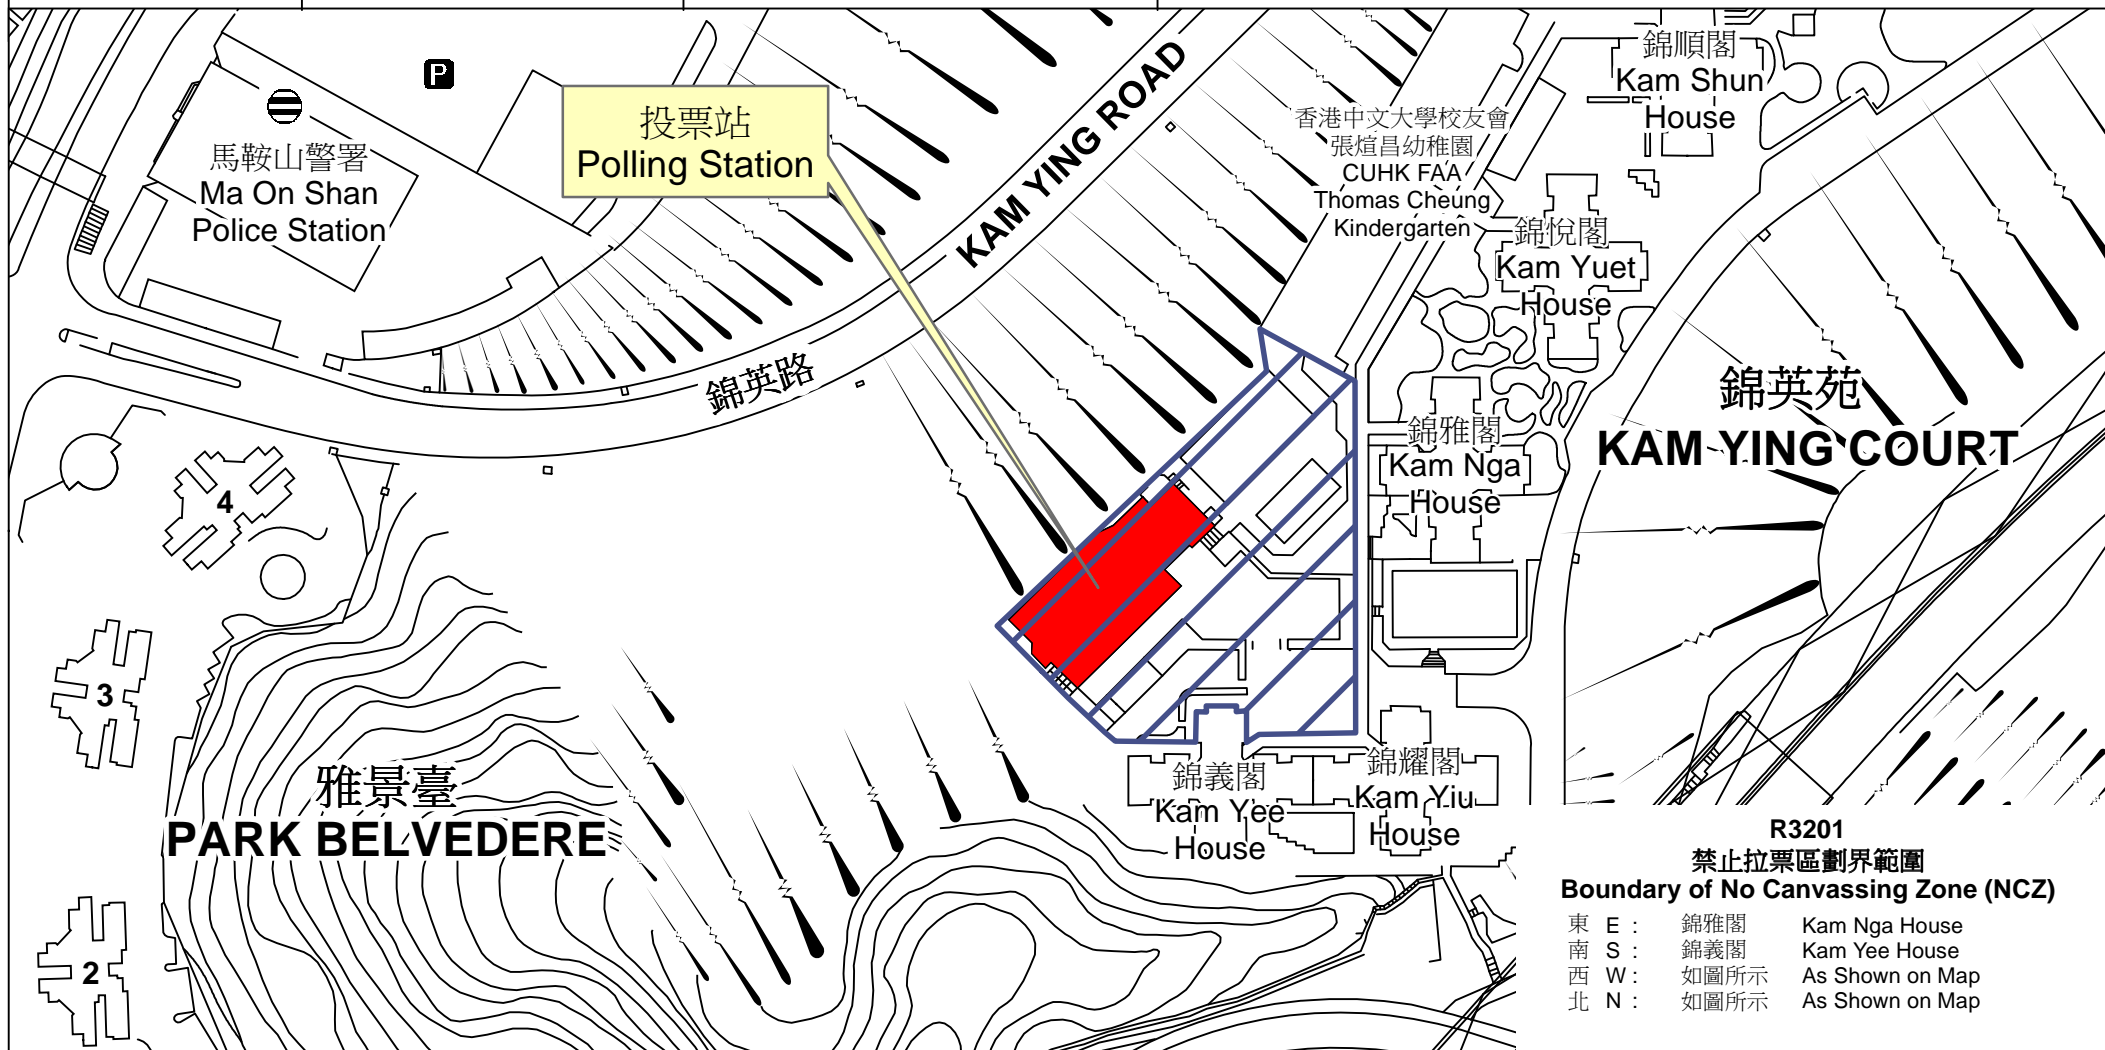 P
投票站
Polling Station
馬鞍山警署
Ma On Shan
Police Station
KAM YING ROAD
錦英路
香港中文大學校友會
張煊昌幼稚園
CUHK FAA
Thomas Cheung
Kindergarten
錦順閣
Kam Shun
House
錦悅閣
Kam Yuet
House
錦雅閣
Kam Nga
House
錦英苑
KAM YING COURT
4
3
2
雅景臺
PARK BELVEDERE
錦義閣
Kam Yee
House
錦耀閣
Kam Yiu
House
R3201
禁止拉票區劃界範圍
Boundary of No Canvassing Zone (NCZ)
東 E : 錦雅閣 Kam Nga House
南 S : 錦義閣 Kam Yee House
西 W : 如圖所示 As Shown on Map
北 N : 如圖所示 As Shown on Map